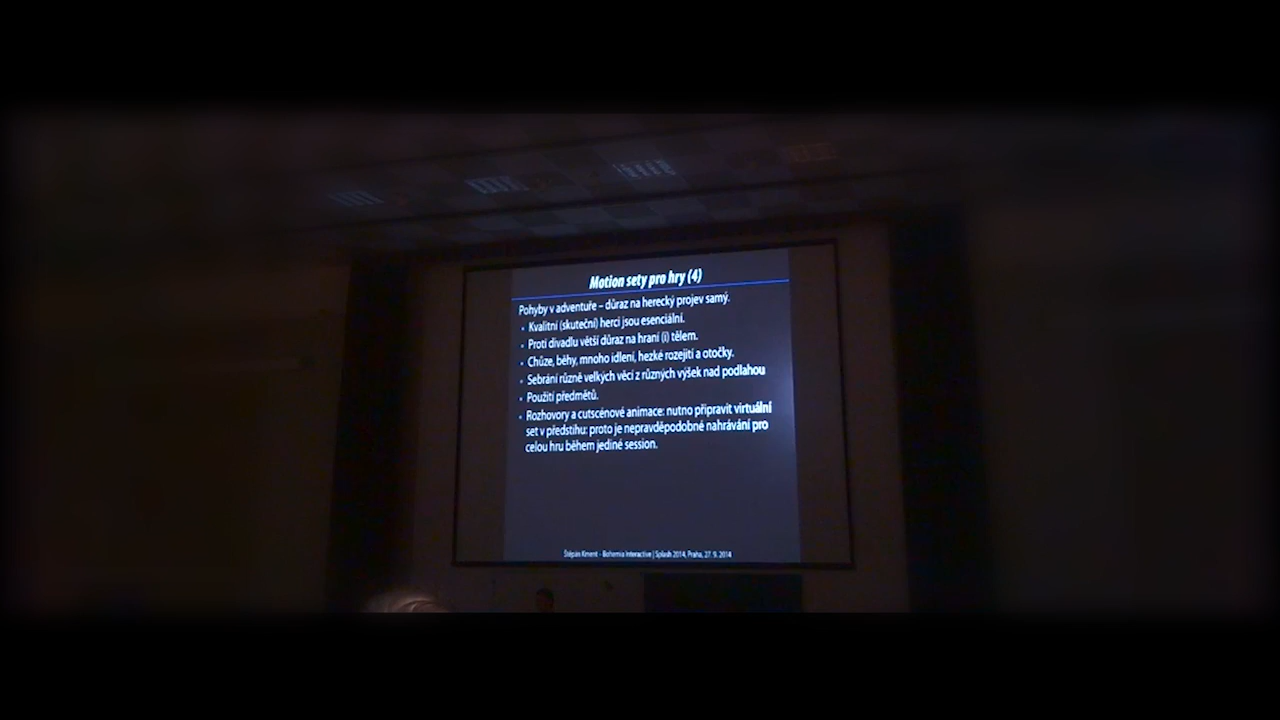 Motion sety pro hry (4)
Pohyby v adventuře – důraz na herecký projev samý.
• Kvalitní (skuteční) herci jsou esenciální.
• Proti divadlu větší důraz na hraní (i) tělem.
• Chůze, běhy, mnoho idlení, hezké rozejití a otočky.
• Sebrání různě velkých věcí z různých výšek nad podlahou
• Použití předmětů.
• Rozhovory a cutscénové animace: nutno připravit virtuální
set v předstihu: proto je nepravděpodobné nahrávání pro
celou hru během jediné session.
Štěpán Kment – Bohemia Interactive | Splash 2014, Praha, 27. 9. 2014